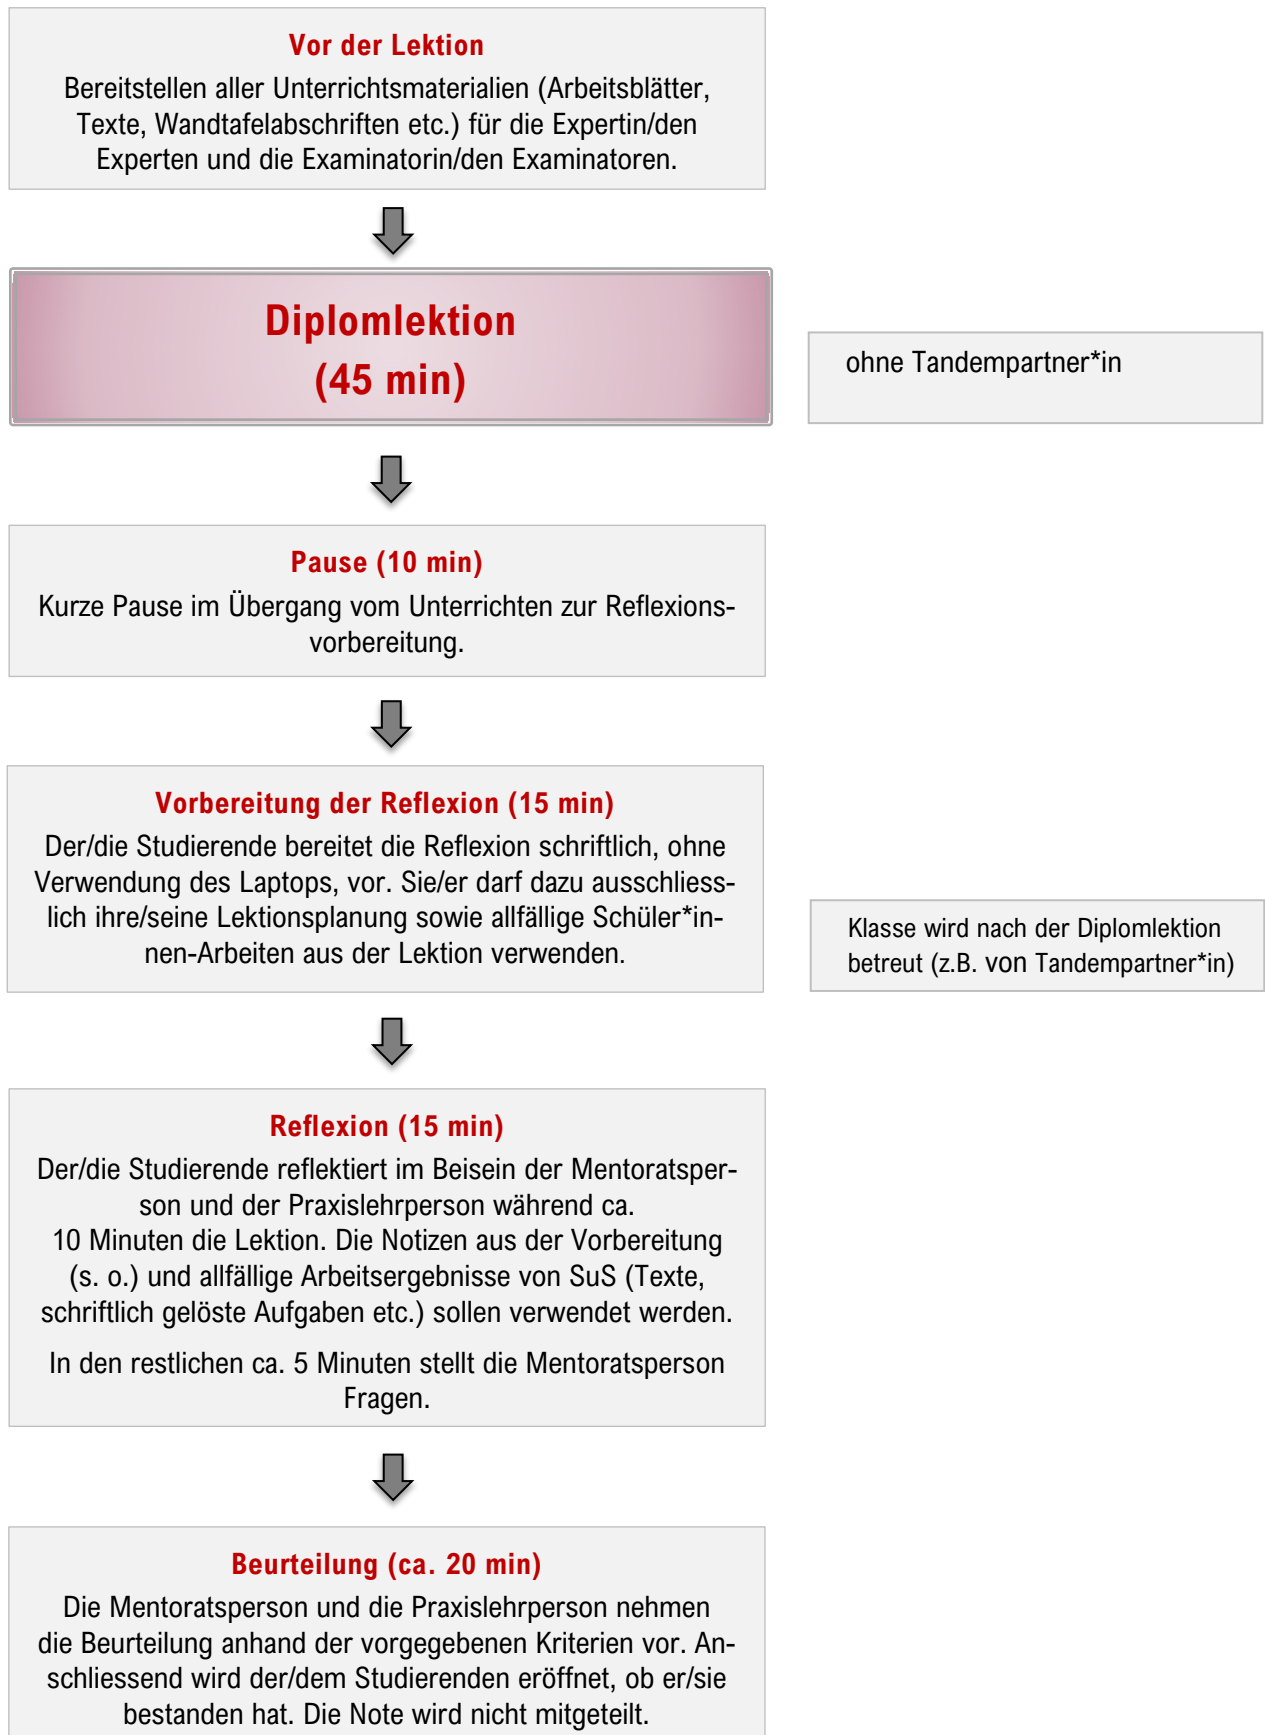 Vor der Lektion
Bereitstellen aller Unterrichtsmaterialien (Arbeitsblätter,
Texte, Wandtafelabschriften etc.) für die Expertin/den
Experten und die Examinatorin/den Examinatoren.
Diplomlektion
(45 min)
ohne Tandempartner*in
Pause (10 min)
Kurze Pause im Übergang vom Unterrichten zur Reflexions-
vorbereitung.
Vorbereitung der Reflexion (15 min)
Der/die Studierende bereitet die Reflexion schriftlich, ohne
Verwendung des Laptops, vor. Sie/er darf dazu ausschliess-
lich ihre/seine Lektionsplanung sowie allfällige Schüler*in-
nen-Arbeiten aus der Lektion verwenden.
Klasse wird nach der Diplomlektion
betreut (z.B. von Tandempartner*in)
Reflexion (15 min)
Der/die Studierende reflektiert im Beisein der Mentoratsper-
son und der Praxislehrperson während ca.
10 Minuten die Lektion. Die Notizen aus der Vorbereitung
(s. o.) und allfällige Arbeitsergebnisse von SuS (Texte,
schriftlich gelöste Aufgaben etc.) sollen verwendet werden.
In den restlichen ca. 5 Minuten stellt die Mentoratsperson
Fragen.
Beurteilung (ca. 20 min)
Die Mentoratsperson und die Praxislehrperson nehmen
die Beurteilung anhand der vorgegebenen Kriterien vor. An-
schliessend wird der/dem Studierenden eröffnet, ob er/sie
bestanden hat. Die Note wird nicht mitgeteilt.